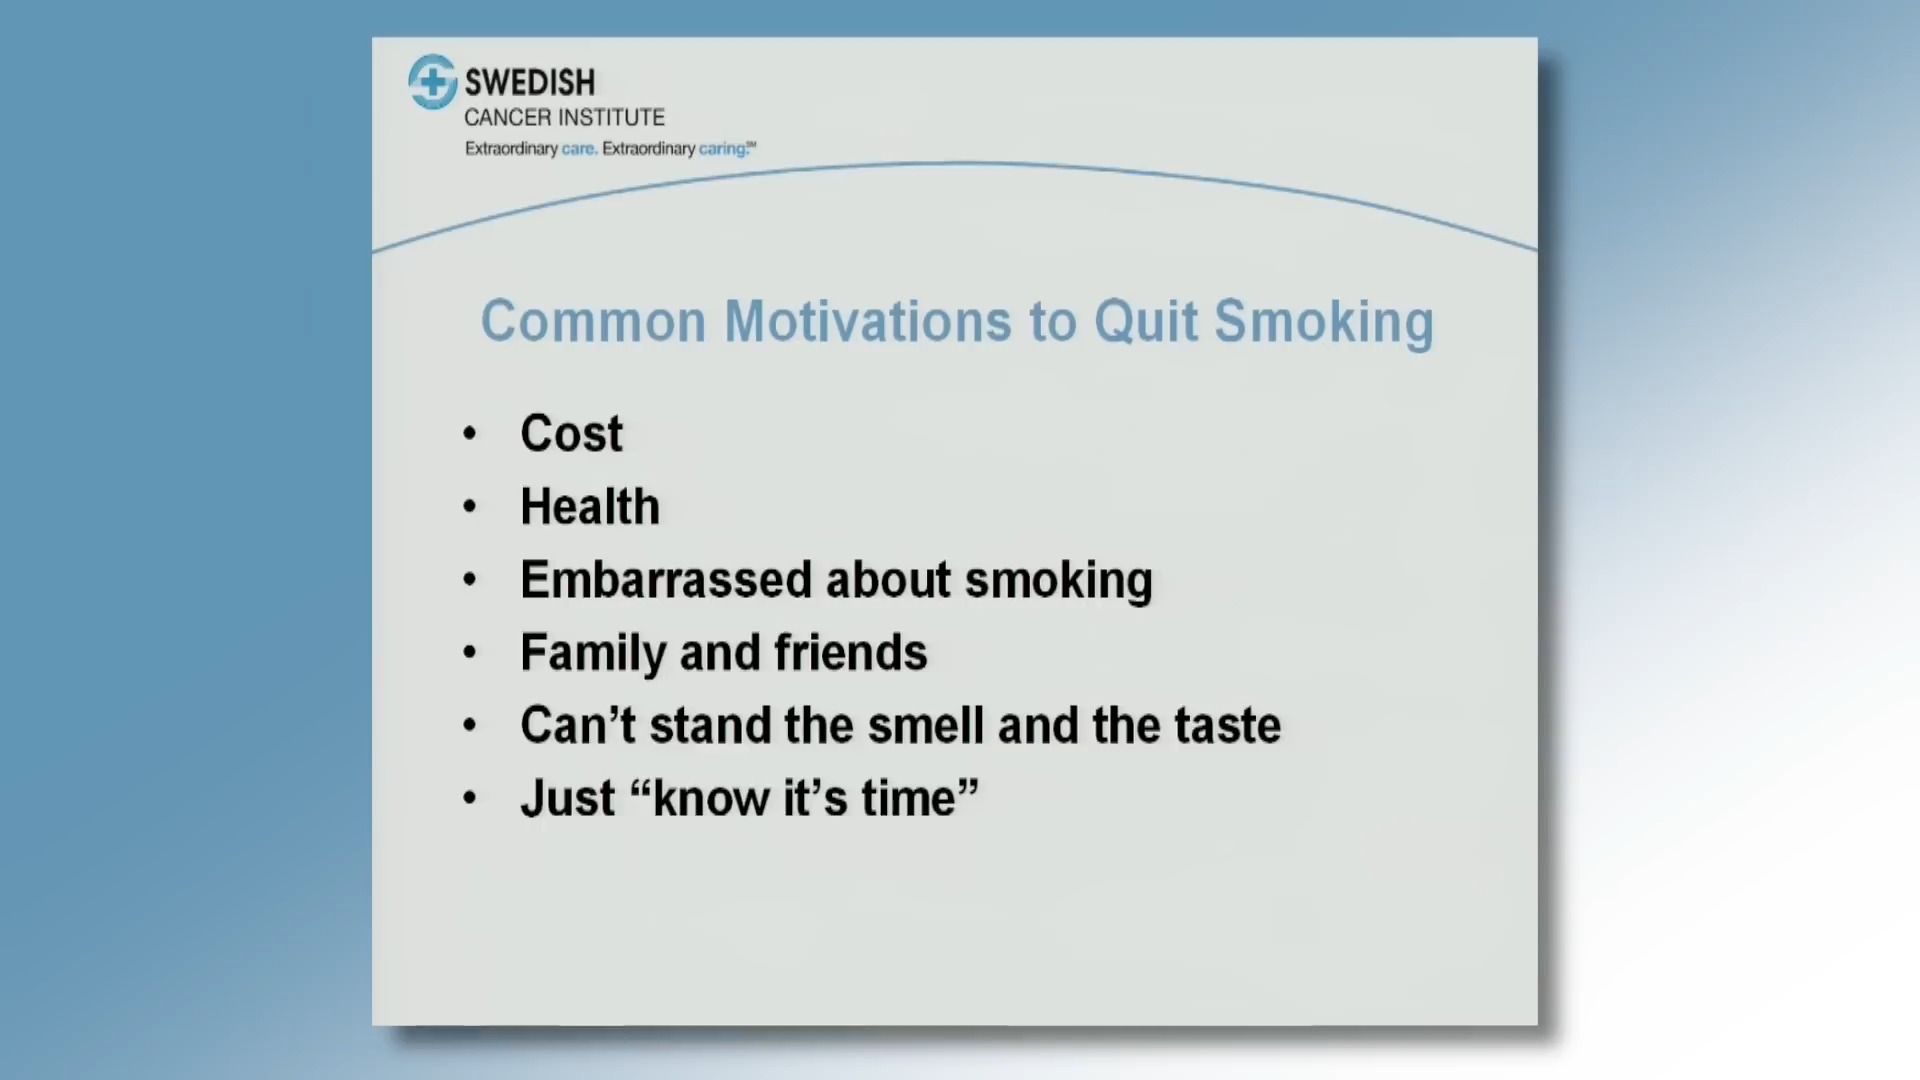 SWEDISH
CANCER INSTITUTE
Extraordinary care. Extraordinary caring.℠
Common Motivations to Quit Smoking
• Cost
• Health
• Embarrassed about smoking
• Family and friends
• Can’t stand the smell and the taste
• Just “know it’s time”